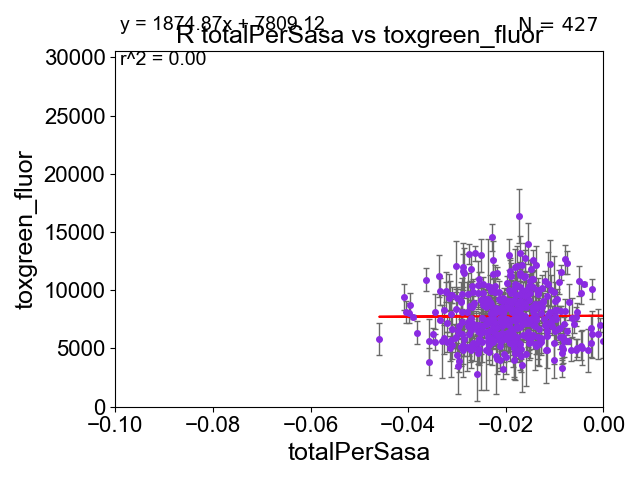 y = 1874.87x + 7809.12
N = 427
R totalPerSasa vs toxgreen_fluor
r^2 = 0.00
30000
25000
20000
15000
10000
5000
0
toxgreen_fluor
−0.10 −0.08 −0.06 −0.04 −0.02 0.00
totalPerSasa